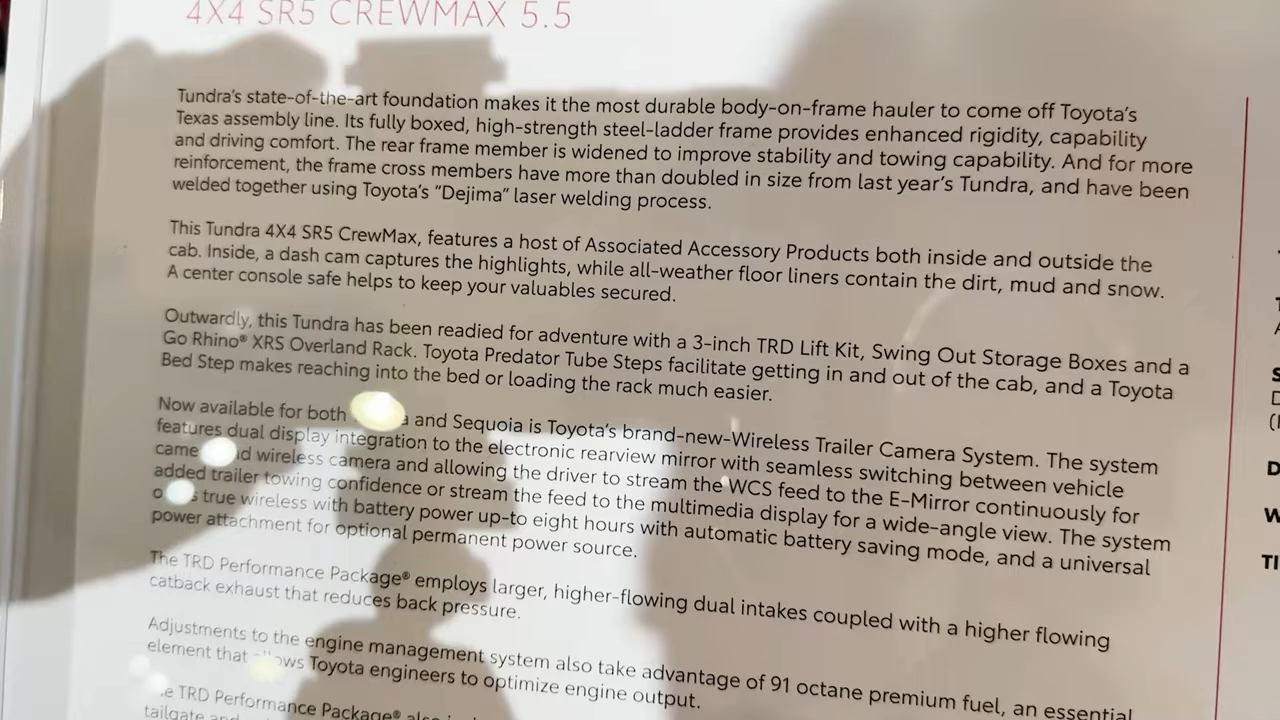 4X4 SR5 CREWMAX 5.5
Tundra's state-of-the-art foundation makes it the most durable body-on-frame hauler to come off Toyota's
Texas assembly line. Its fully boxed, high-strength steel-ladder frame provides enhanced rigidity, capability
and driving comfort. The rear frame member is widened to improve stability and towing capability. And for more
reinforcement, the frame cross members have more than doubled in size from last year's Tundra, and have been
welded together using Toyota's "Dejima" laser welding process.
This Tundra 4X4 SR5 CrewMax, features a host of Associated Accessory Products both inside and outside the
cab. Inside, a dash cam captures the highlights, while all-weather floor liners contain the dirt, mud and snow.
A center console safe helps to keep your valuables secured.
Outwardly, this Tundra has been readied for adventure with a 3-inch TRD Lift Kit, Swing Out Storage Boxes and a
Go Rhino® XRS Overland Rack. Toyota Predator Tube Steps facilitate getting in and out of the cab, and a Toyota
Bed Step makes reaching into the bed or loading the rack much easier.
Now available for both and Sequoia is Toyota's brand-new-Wireless Trailer Camera System. The system
features dual display integration to the electronic rearview mirror with seamless switching between vehicle
wireless camera and allowing the driver to stream the WCS feed to the E-Mirror continuously for
added trailer towing confidence or stream the feed to the multimedia display for a wide-angle view. The system
true wireless with battery power up-to eight hours with automatic battery saving mode, and a universal
power attachment for optional permanent power source.
The TRD Performance Package® employs larger, higher-flowing dual intakes coupled with a higher flowing
catback exhaust that reduces back pressure.
Adjustments to the engine management system also take advantage of 91 octane premium fuel, an essential
element that Toyota engineers to optimize engine output.
TRD Performance Package®
tailgate